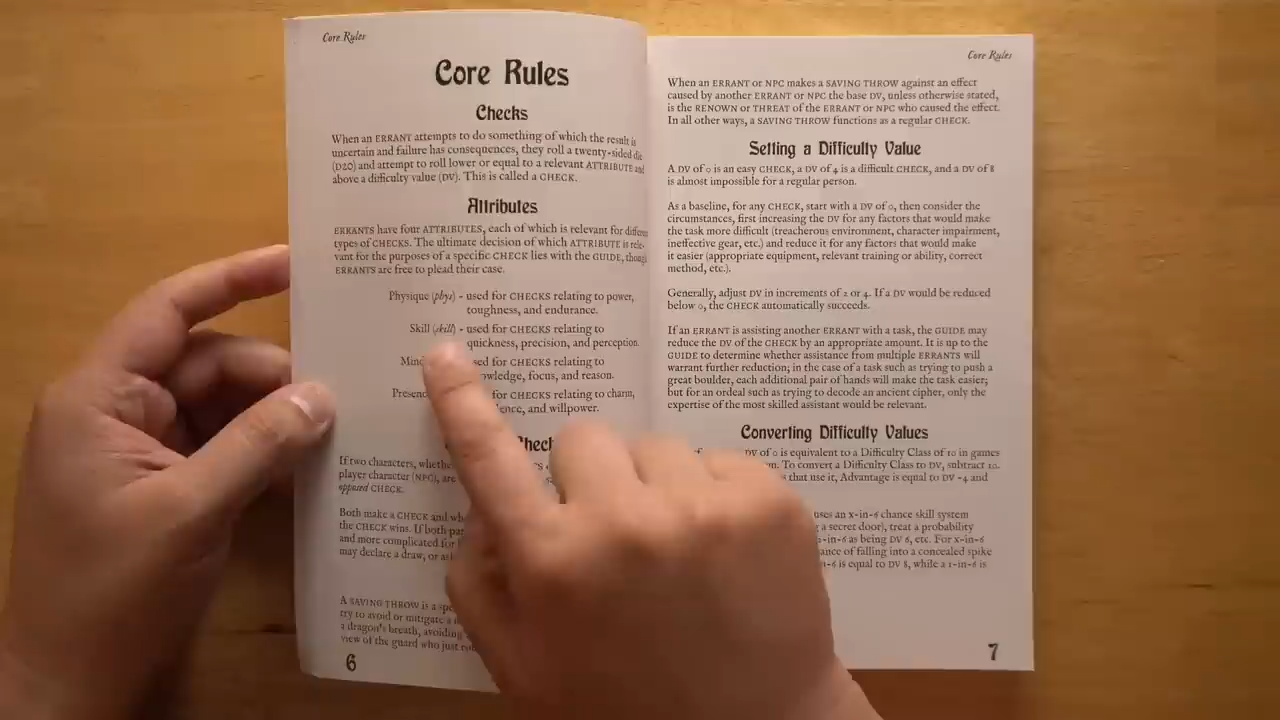 Core Rules
Core Rules
Checks
When an ERRANT attempts to do something of which the result is
uncertain and failure has consequences, they roll a twenty-sided die
(D20) and attempt to roll lower or equal to a relevant ATTRIBUTE and
above a difficulty value (DV). This is called a CHECK.
Attributes
ERRANTS have four ATTRIBUTES, each of which is relevant for different
types of CHECKS. The ultimate decision of which ATTRIBUTE is rele-
vant for the purposes of a specific CHECK lies with the GUIDE, though
ERRANTS are free to plead their case.
Physique (phys) - used for CHECKS relating to power,
toughness, and endurance.
Skill (skill) - used for CHECKS relating to
quickness, precision, and perception.
used for CHECKS relating to
focus, and reason.
for CHECKS relating to charm,
and willpower.
If two characters,
player character (NPC), are
opposed CHECK.
Both make a CHECK and
the CHECK wins. If both
and more complicated for
may declare a draw, or
A SAVING THROW is a
try to avoid or mitigate a
a dragon's breath, avoiding
view of the guard who just
6
Core Rules
When an ERRANT or NPC makes a SAVING THROW against an effect
caused by another ERRANT or NPC the base DV, unless otherwise stated,
is the RENOWN or THREAT of the ERRANT or NPC who caused the effect.
In all other ways, a SAVING THROW functions as a regular CHECK.
Setting a Difficulty Value
A DV of 0 is an easy CHECK, a DV of 4 is a difficult CHECK, and a DV of 8
is almost impossible for a regular person.
As a baseline, for any CHECK, start with a DV of 0, then consider the
circumstances, first increasing the DV for any factors that would make
the task more difficult (treacherous environment, character impairment,
ineffective gear, etc.) and reduce it for any factors that would make
it easier (appropriate equipment, relevant training or ability, correct
method, etc.).
Generally, adjust DV in increments of 2 or 4. If a DV would be reduced
below 0, the CHECK automatically succeeds.
If an ERRANT is assisting another ERRANT with a task, the GUIDE may
reduce the DV of the CHECK by an appropriate amount. It is up to the
GUIDE to determine whether assistance from multiple ERRANTS will
warrant further reduction; in the case of a task such as trying to push a
great boulder, each additional pair of hands will make the task easier;
but for an ordeal such as trying to decode an ancient cipher, only the
expertise of the most skilled assistant would be relevant.
Converting Difficulty Values
DV of 0 is equivalent to a Difficulty Class of 10 in games
To convert a Difficulty Class to DV, subtract 10.
that use it, Advantage is equal to DV -4 and
uses an x-in-6 chance skill system
a secret door), treat a probability
as being DV 6, etc. For x-in-6
of falling into a concealed spike
is equal to DV 8, while a 1-in-6 is
7